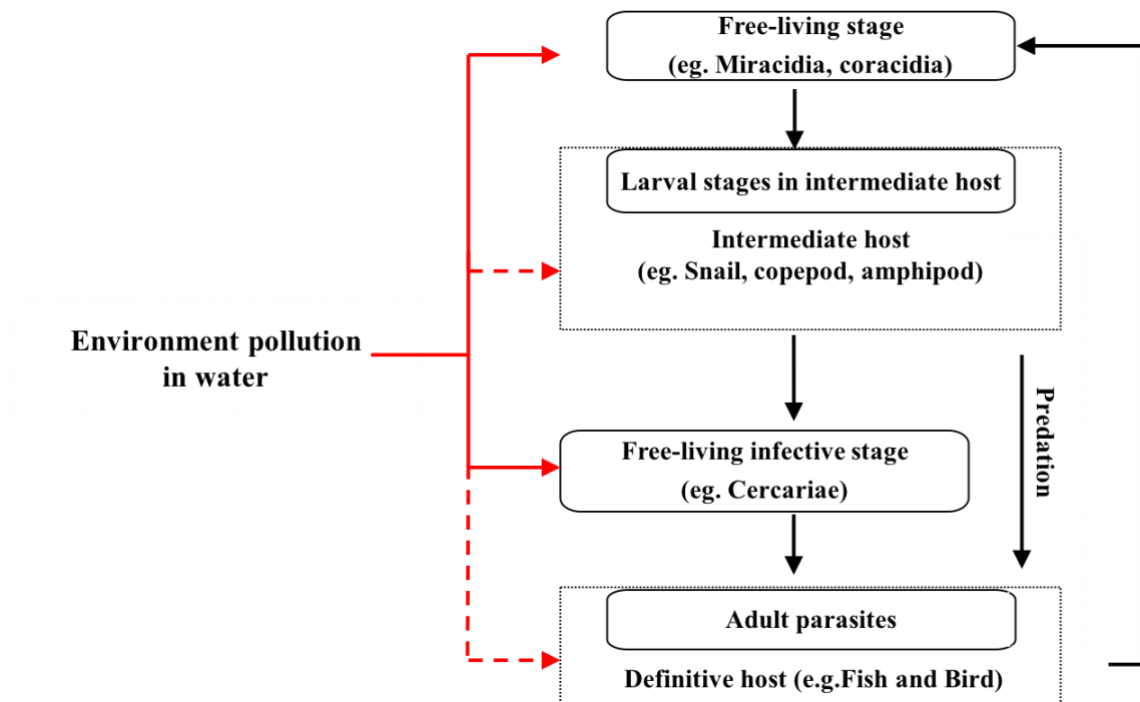 Free-living stage
(eg. Miracidia, coracidia)
Larval stages in intermediate host
Intermediate host
(eg. Snail, copepod, amphipod)
Environment pollution
in water
Predation
Free-living infective stage
(eg. Cercariae)
Adult parasites
Definitive host (e.g.Fish and Bird)